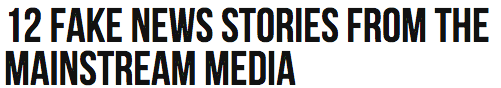 12 FAKE NEWS STORIES FROM THE
MAINSTREAM MEDIA